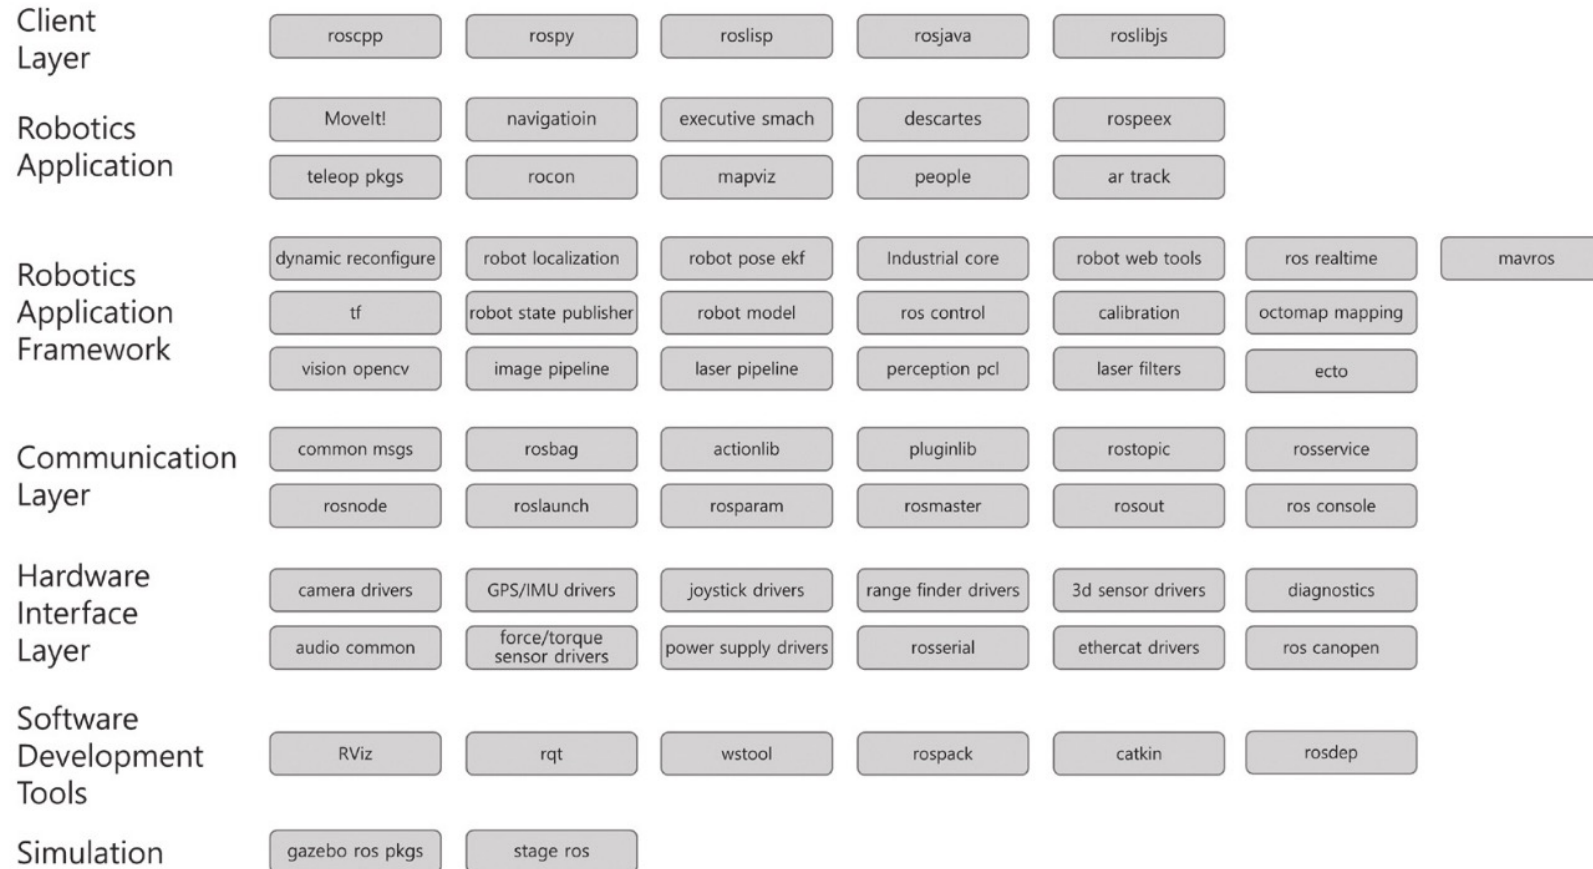 Client
Layer
roscpp rospy roslisp rosjava roslibjs
Robotics
Application
MoveIt! navigatioin executive smach descartes rospeex
teleop pkgs rocon mapviz people ar track
Robotics
Application
Framework
dynamic reconfigure robot localization robot pose ekf Industrial core robot web tools ros realtime mavros
tf robot state publisher robot model ros control calibration octomap mapping
vision opencv image pipeline laser pipeline perception pcl laser filters ecto
Communication
Layer
common msgs rosbag actionlib pluginlib rostopic rosservice
rosnode roslaunch rosparam rosmaster rosout ros console
Hardware
Interface
Layer
camera drivers GPS/IMU drivers joystick drivers range finder drivers 3d sensor drivers diagnostics
audio common force/torque sensor drivers power supply drivers rosserial ethercat drivers ros canopen
Software
Development
Tools
RViz rqt wstool rospack catkin rosdep
Simulation
gazebo ros pkgs stage ros